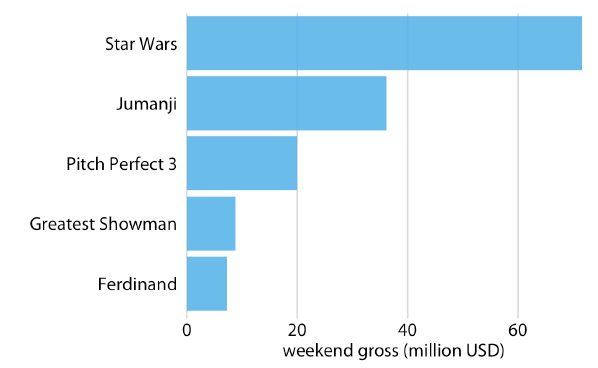 Star Wars
Jumanji
Pitch Perfect 3
Greatest Showman
Ferdinand
0 20 40 60
weekend gross (million USD)